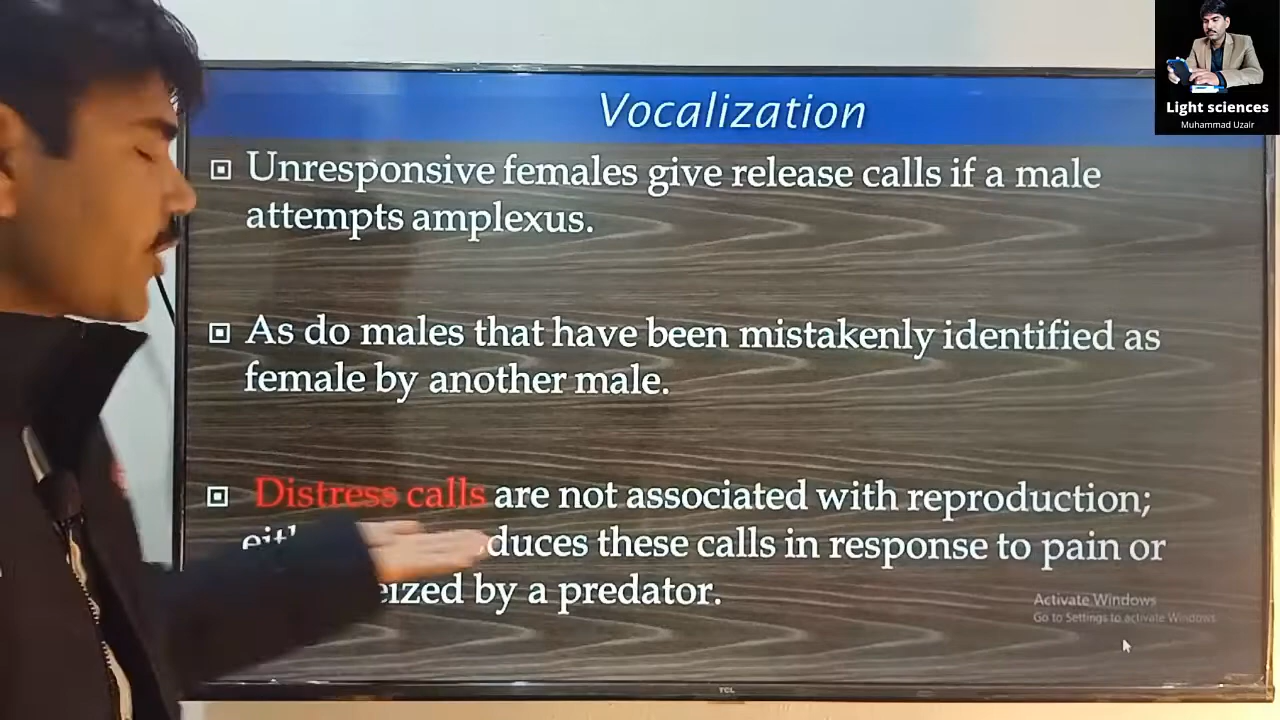 Light sciences
Muhammad Uzair
Vocalization
Unresponsive females give release calls if a male
attempts amplexus.
As do males that have been mistakenly identified as
female by another male.
Distress calls are not associated with reproduction;
these calls in response to pain or
by a predator.
Activate Windows
Go to Settings to activate Windows.
TCL